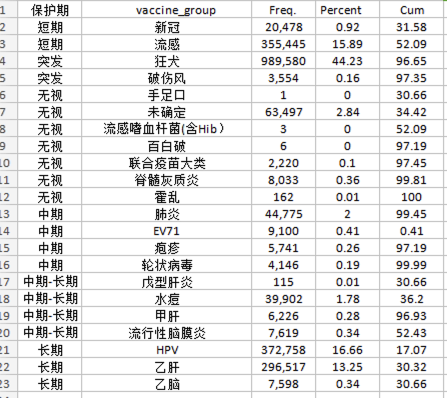 1 保护期 vaccine_group Freq. Percent Cum
2 短期 新冠 20,478 0.92 31.58
3 短期 流感 355,445 15.89 52.09
4 突发 狂犬 989,580 44.23 96.65
5 突发 破伤风 3,554 0.16 97.35
6 无视 手足口 1 0 30.66
7 无视 未确定 63,497 2.84 34.42
8 无视 流感嗜血杆菌(含Hib) 3 0 52.09
9 无视 百白破 6 0 97.19
10 无视 联合疫苗大类 2,220 0.1 97.45
11 无视 脊髓灰质炎 8,033 0.36 99.81
12 无视 霍乱 162 0.01 100
13 中期 肺炎 44,775 2 99.45
14 中期 EV71 9,100 0.41 0.41
15 中期 疱疹 5,741 0.26 97.19
16 中期 轮状病毒 4,146 0.19 99.99
17 中期-长期 戊型肝炎 115 0.01 30.66
18 中期-长期 水痘 39,902 1.78 36.2
19 中期-长期 甲肝 6,226 0.28 96.93
20 中期-长期 流行性脑膜炎 7,619 0.34 52.43
21 长期 HPV 372,758 16.66 17.07
22 长期 乙肝 296,517 13.25 30.32
23 长期 乙脑 7,598 0.34 30.66